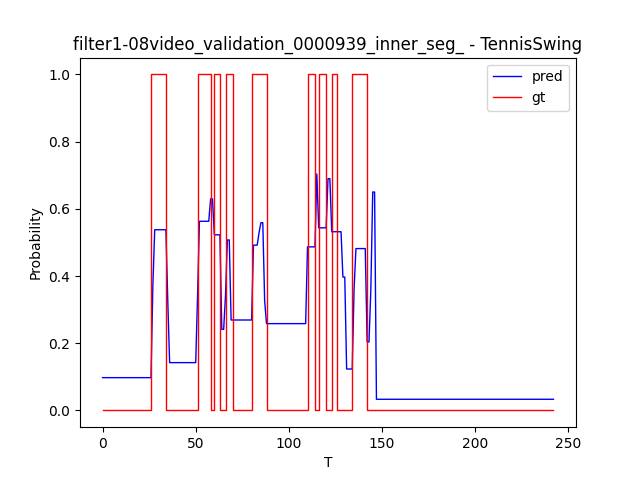 filter1-08video_validation_0000939_inner_seg_ - TennisSwing
pred
gt
1.0
0.8
0.6
0.4
0.2
0.0
Probability
0
50
100
150
200
250
T